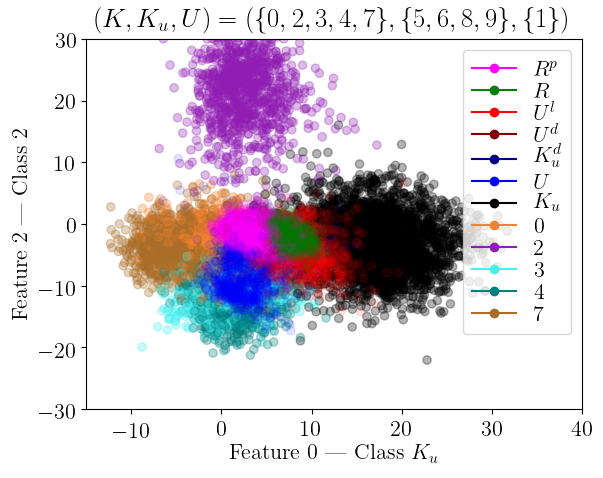 (K, K_u, U) = ({0, 2, 3, 4, 7}, {5, 6, 8, 9}, {1})
30
20
10
0
−10
−20
−30
Feature 2 — Class 2
R^p
R
U^l
U^d
K_u^d
U
K_u
0
2
3
4
7
−10
0
10
20
30
40
Feature 0 — Class K_u